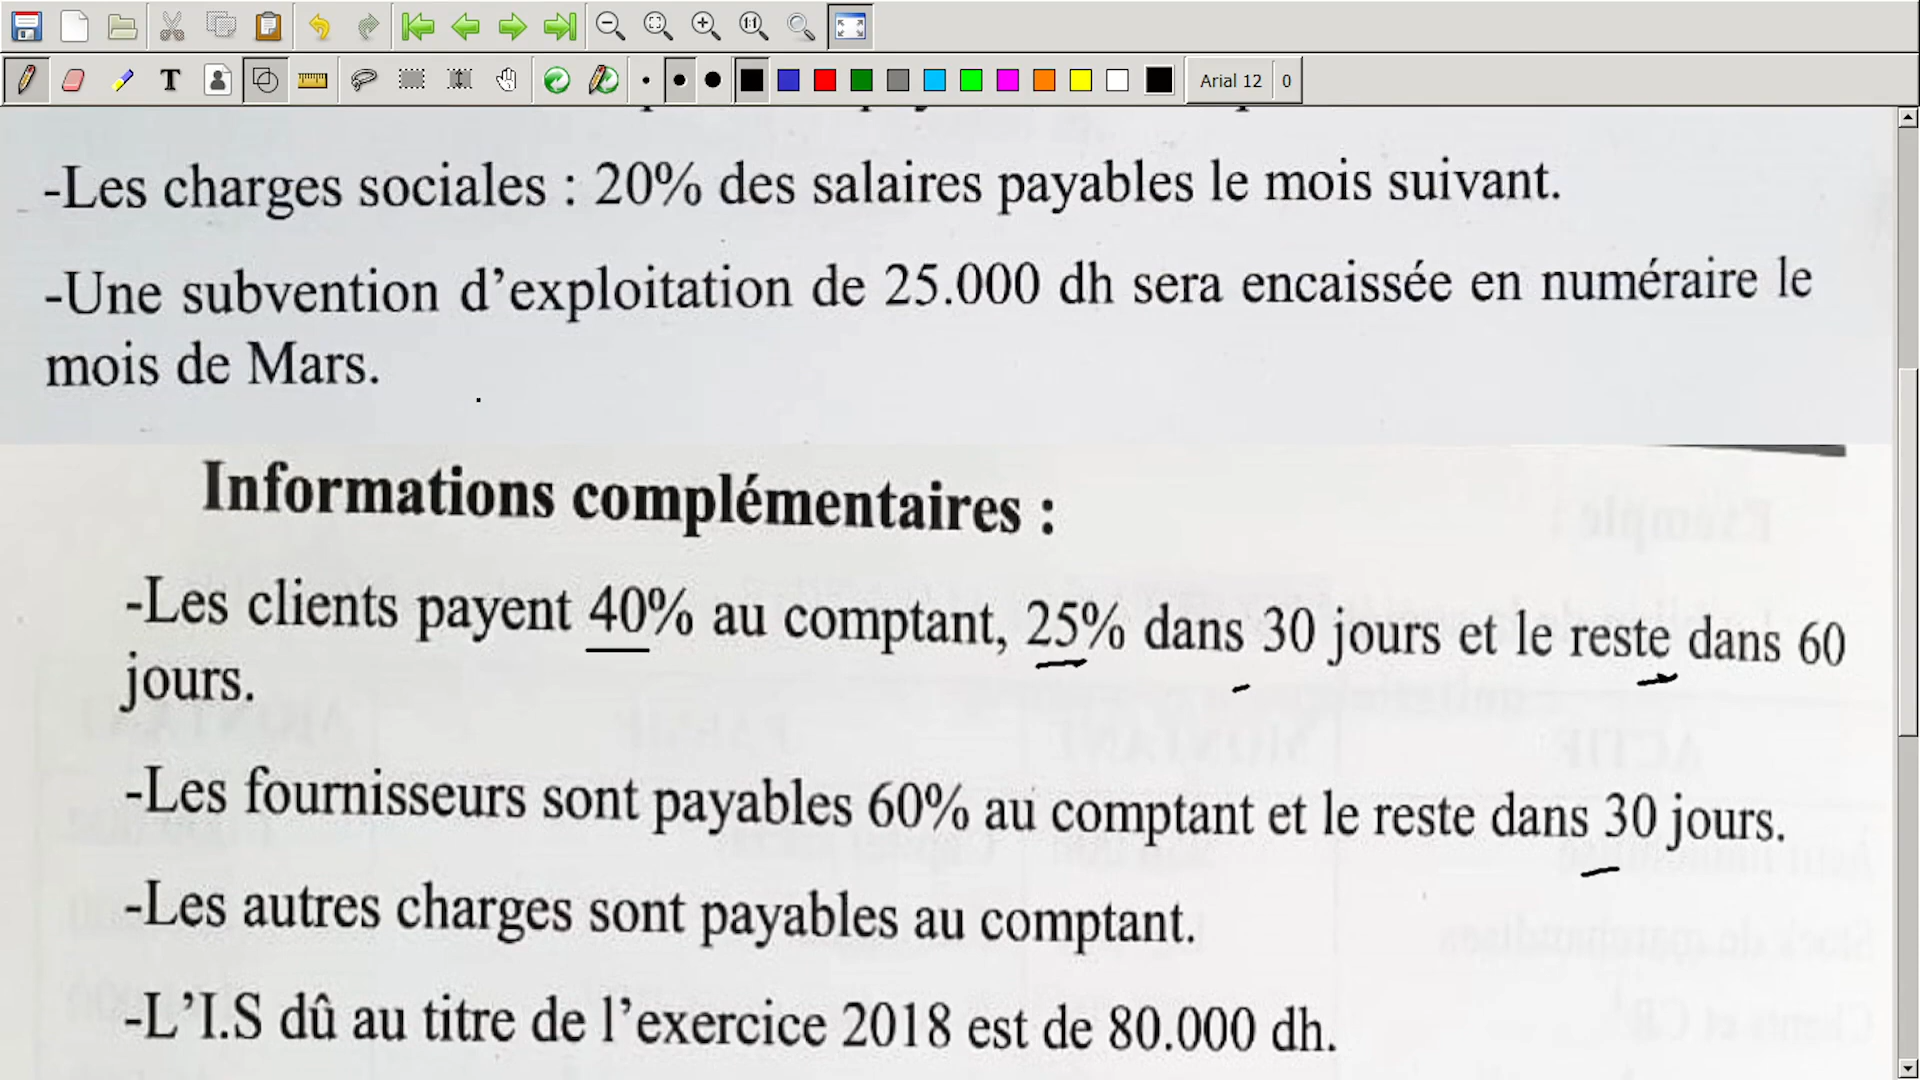 T
1:1
Arial 12 0
-Les charges sociales : 20% des salaires payables le mois suivant.
-Une subvention d'exploitation de 25.000 dh sera encaissée en numéraire le
mois de Mars.
Informations complémentaires :
-Les clients payent 40% au comptant, 25% dans 30 jours et le reste dans 60
jours.
-Les fournisseurs sont payables 60% au comptant et le reste dans 30 jours.
-Les autres charges sont payables au comptant.
-L'I.S dû au titre de l'exercice 2018 est de 80.000 dh.